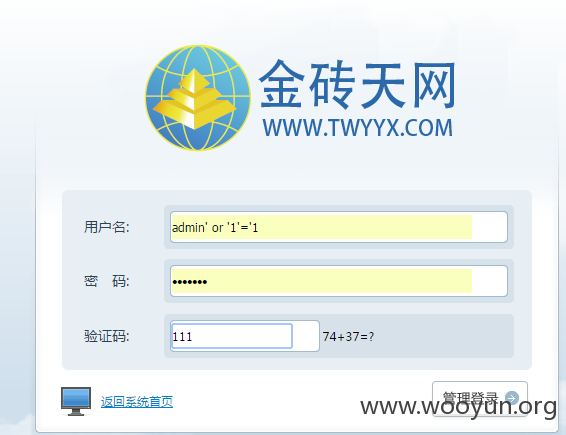 金砖天网
WWW.TWYYX.COM
用户名: admin' or '1'='1
密 码: •••••••
验证码: 111 74+37=?
返回系统首页
管理登录
www.wooyun.org